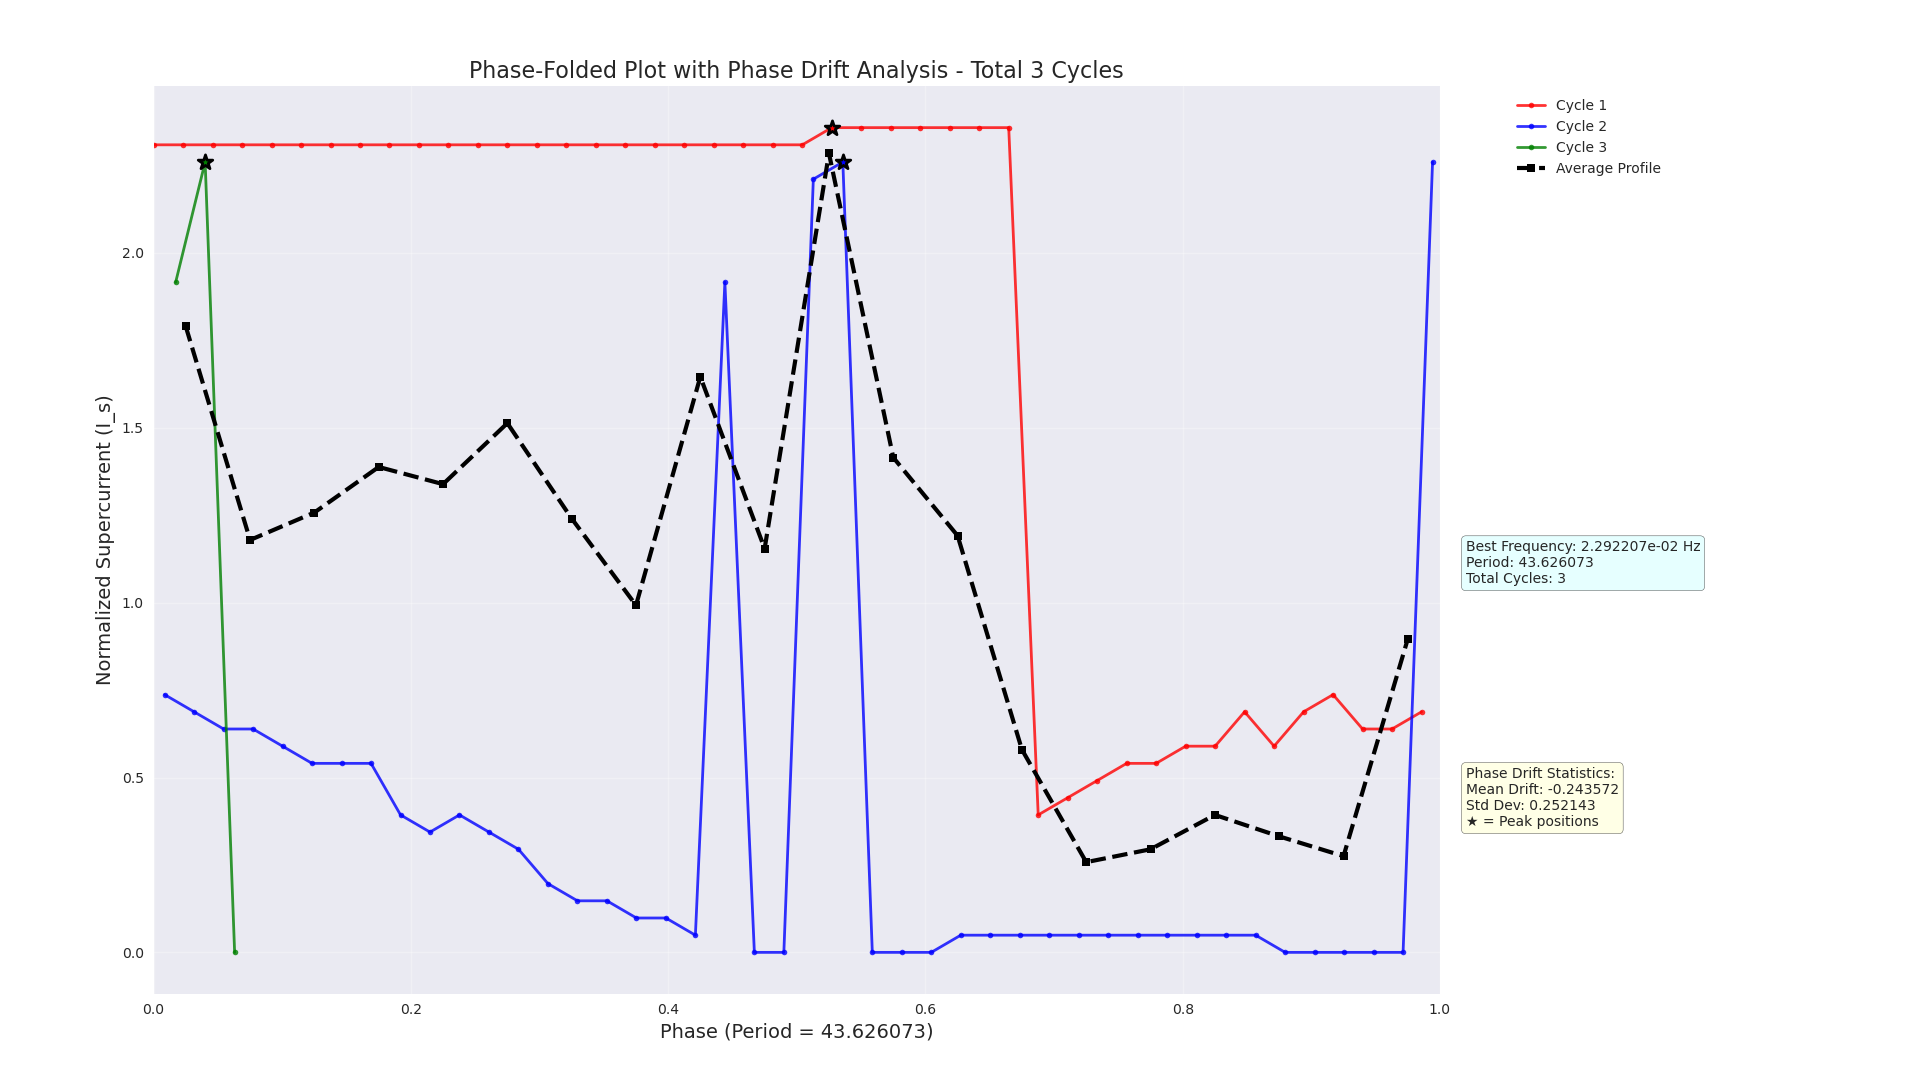 Phase-Folded Plot with Phase Drift Analysis - Total 3 Cycles
Cycle 1
Cycle 2
Cycle 3
Average Profile
Normalized Supercurrent (I_s)
2.0
1.5
1.0
0.5
0.0
0.0 0.2 0.4 0.6 0.8 1.0
Phase (Period = 43.626073)
Best Frequency: 2.292207e-02 Hz
Period: 43.626073
Total Cycles: 3
Phase Drift Statistics:
Mean Drift: -0.243572
Std Dev: 0.252143
★ = Peak positions